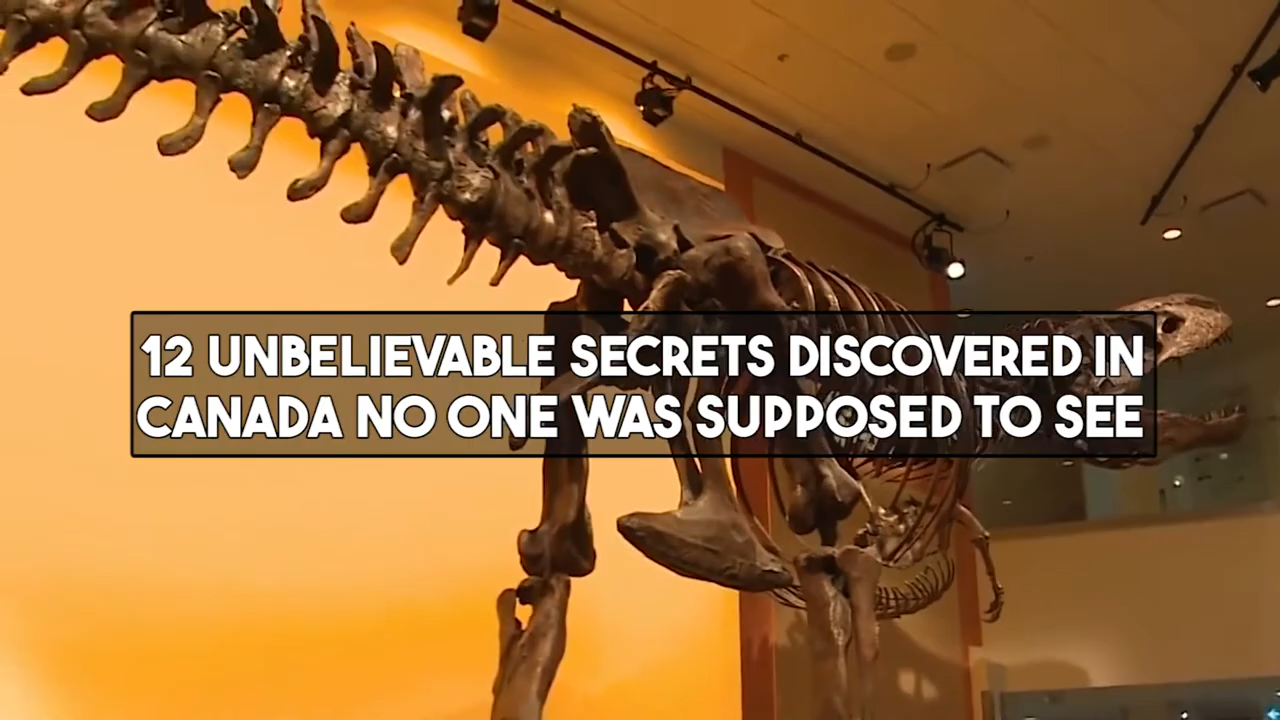 12 UNBELIEVABLE SECRETS DISCOVERED IN
CANADA NO ONE WAS SUPPOSED TO SEE